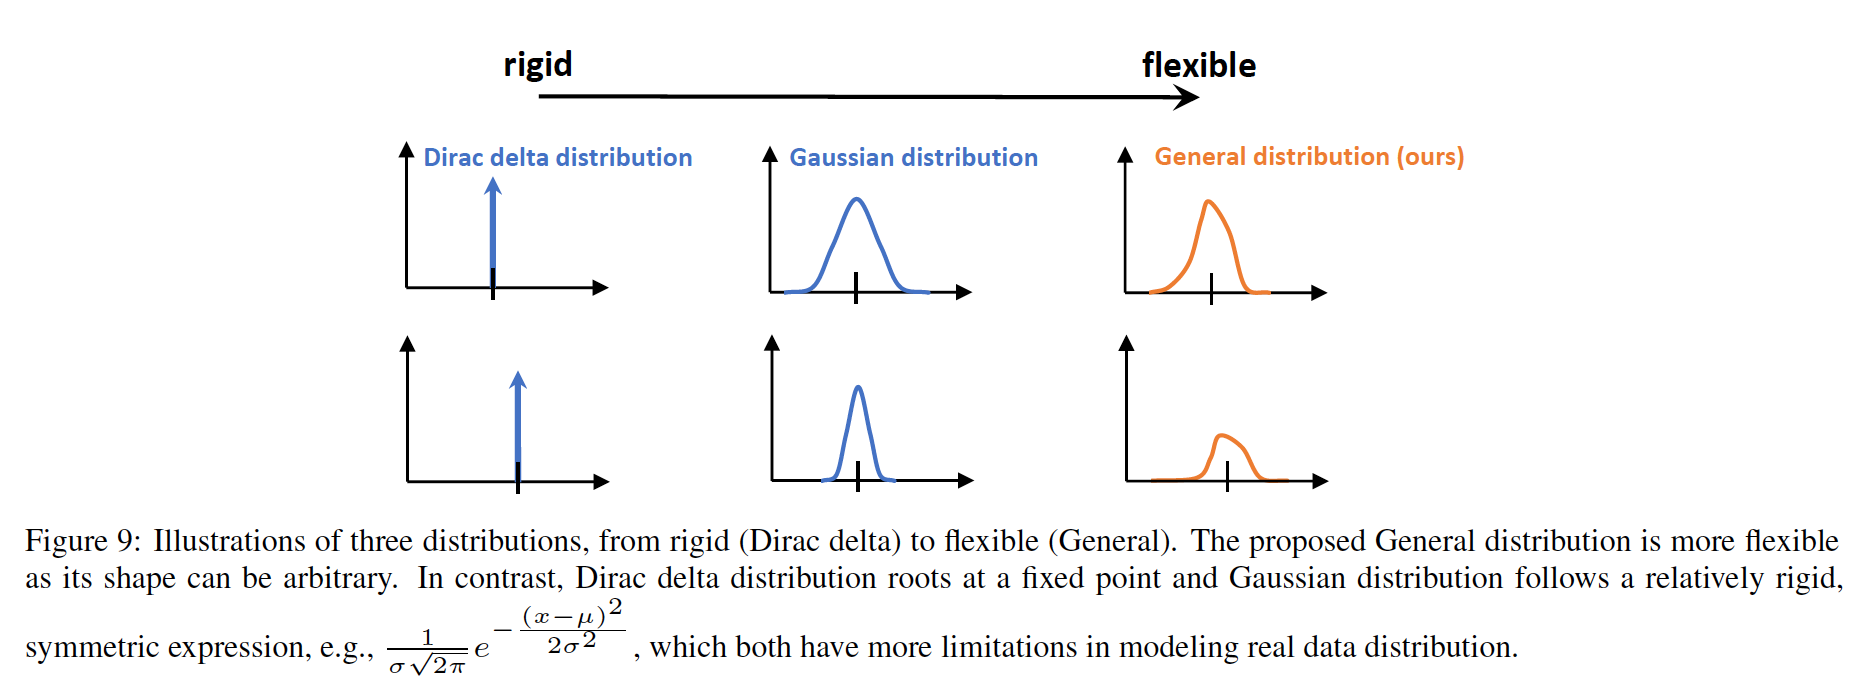 rigid flexible
Dirac delta distribution Gaussian distribution General distribution (ours)
Figure 9: Illustrations of three distributions, from rigid (Dirac delta) to flexible (General). The proposed General distribution is more flexible
as its shape can be arbitrary. In contrast, Dirac delta distribution roots at a fixed point and Gaussian distribution follows a relatively rigid,
symmetric expression, e.g., $\frac{1}{\sigma\sqrt{2\pi}}e^{-\frac{(x-\mu)^2}{2\sigma^2}}$, which both have more limitations in modeling real data distribution.